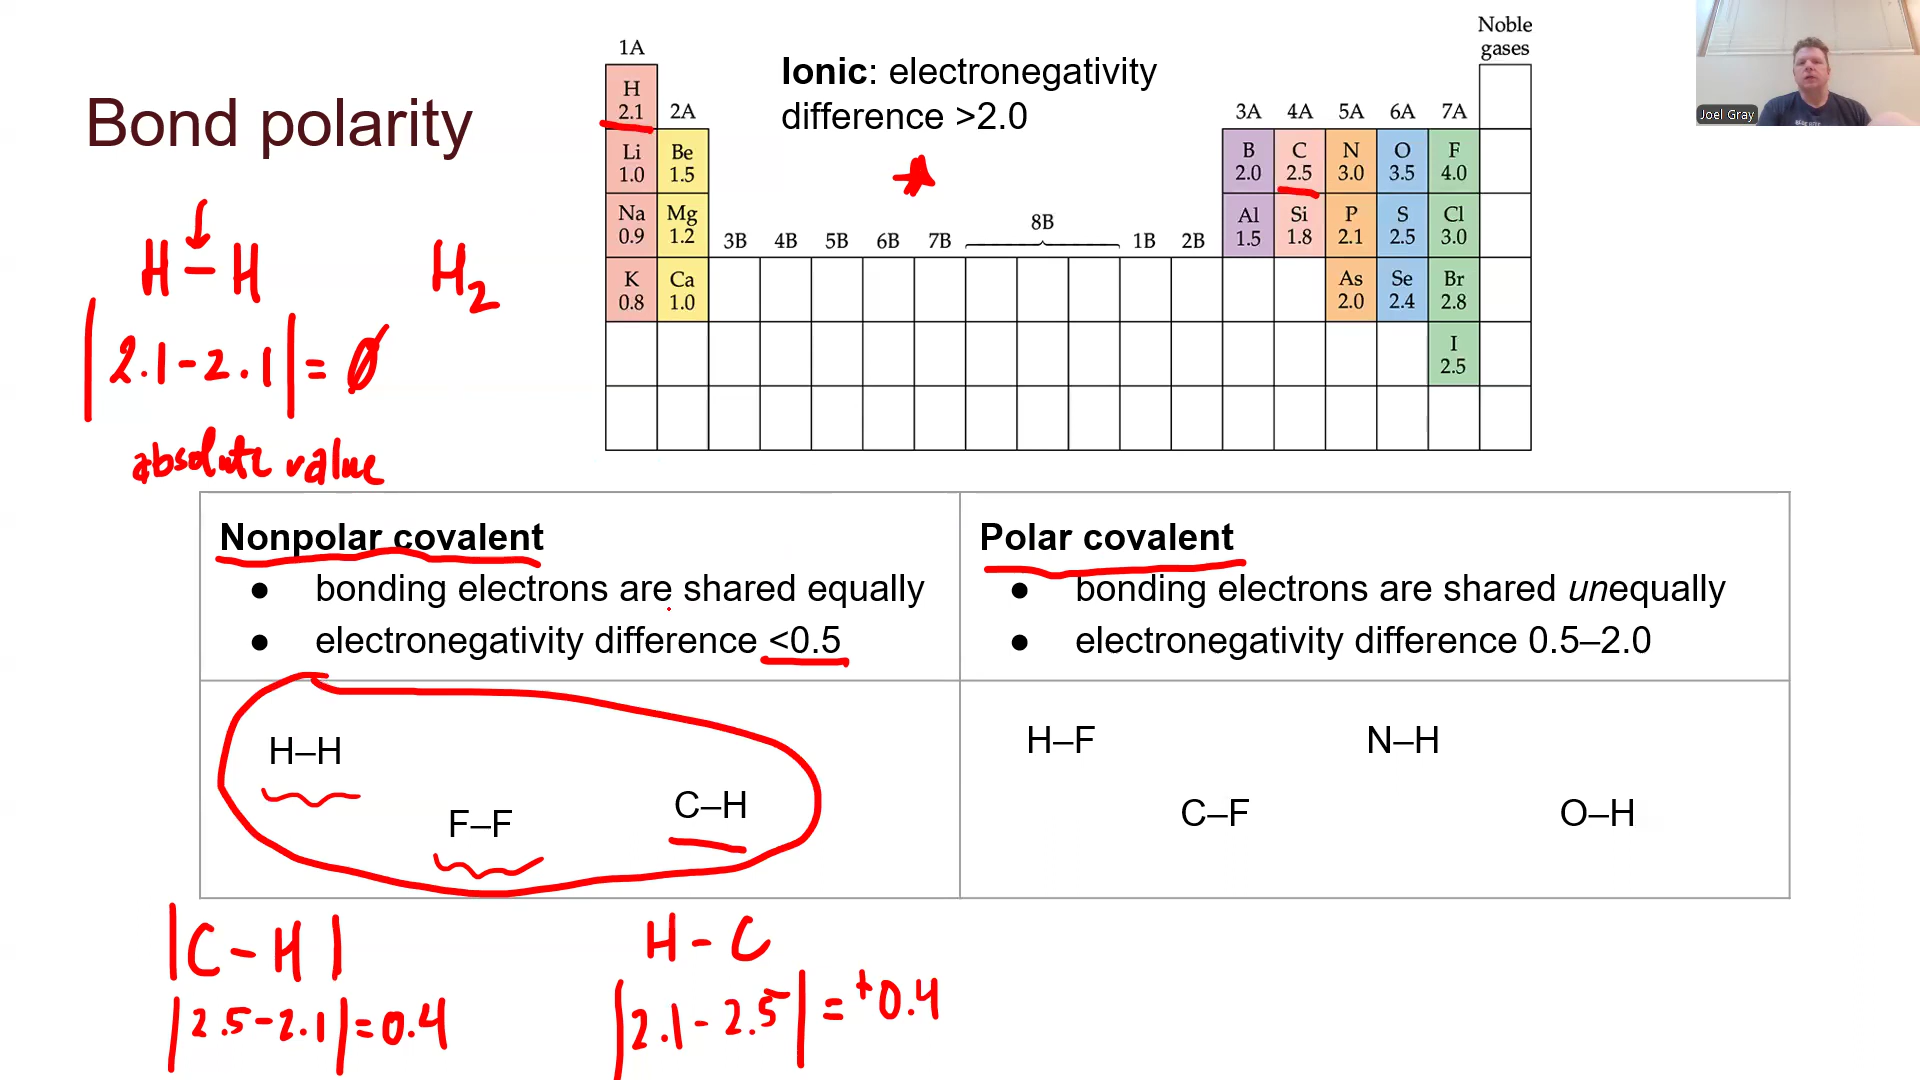 Bond polarity
Ionic: electronegativity
difference >2.0
Noble
gases
1A
2A
3A 4A 5A 6A 7A
H
2.1
Li
1.0
Be
1.5
B
2.0
C
2.5
N
3.0
O
3.5
F
4.0
Na
0.9
Mg
1.2
3B 4B 5B 6B 7B 8B 1B 2B
Al
1.5
Si
1.8
P
2.1
S
2.5
Cl
3.0
K
0.8
Ca
1.0
As
2.0
Se
2.4
Br
2.8
I
2.5
Joel Gray
H – H
H2
|2.1-2.1| = 0
absolute value
Nonpolar covalent
● bonding electrons are shared equally
● electronegativity difference <0.5
H–H
F–F
C–H
Polar covalent
● bonding electrons are shared unequally
● electronegativity difference 0.5–2.0
H–F
N–H
C–F
O–H
|C - H|
|2.5-2.1|=0.4
H - C
|2.1-2.5| = +0.4